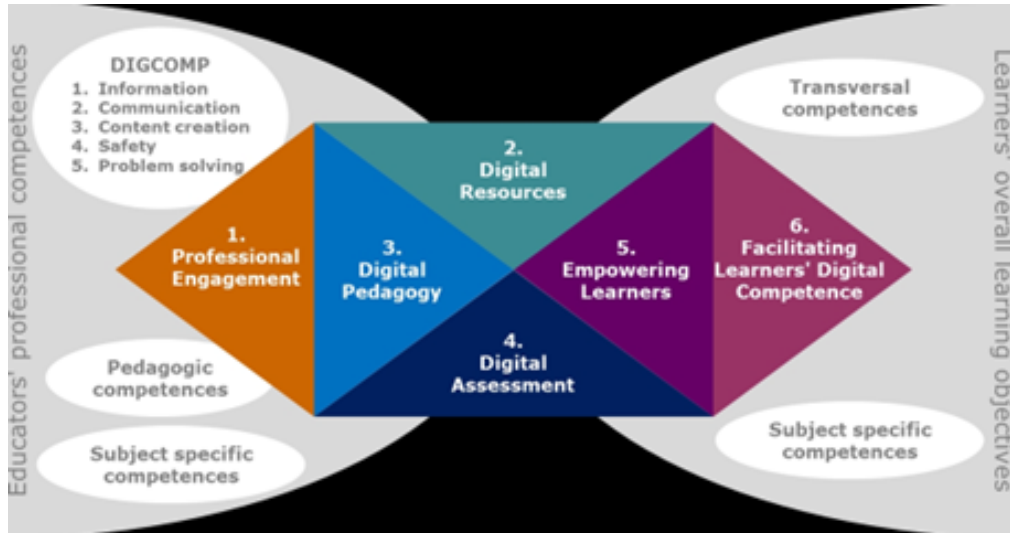 Educators' professional competences
DIGCOMP
1. Information
2. Communication
3. Content creation
4. Safety
5. Problem solving
Pedagogic
competences
Subject specific
competences
1.
Professional
Engagement
2.
Digital
Resources
3.
Digital
Pedagogy
4.
Digital
Assessment
5.
Empowering
Learners
6.
Facilitating
Learners' Digital
Competence
Transversal
competences
Subject specific
competences
Learners' overall learning objectives